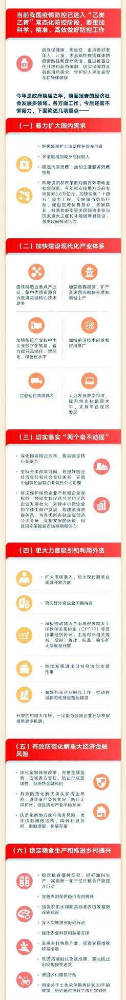 当前我国疫情防控已进入“乙类
乙管”常态化防控阶段，要更加
科学、精准、高效做好防控工作
围绕保健康、防重症，重点做好老
年人、儿童、患基础性疾病群体的
疫情防控和医疗救治，推进疫苗迭
代升级和新药研制，切实保障群众
就医用药需求，守护好人民生命安
全和身体健康
今年是政府换届之年，前面报告的经济社
会发展多领域、各方面工作，今后还需不
懈努力，下面简述几项重点——
（一）着力扩大国内需求
• 把恢复和扩大消费摆在优先位置
• 多渠道增加城乡居民收入
• 稳定大宗消费，推动生活服务消费
恢复
• 政府投资和政策激励要有效带动全
社会投资，今年拟安排地方政府专
项债券3.8万亿元，加快实施“十四
五”重大工程，实施城市更新行
动，促进区域优势互补、各展其
长，鼓励和吸引更多民间资本参与
国家重大工程和补短板项目建设，
激发民间投资活力
（二）加快建设现代化产业体系
围绕制造业重点产业
链，集中优质资源合
力推进关键核心技术
攻关
加强重要能源、矿产
资源国内勘探开发和
增储上产
加快传统产业和中小
企业数字化转型，着
力提升高端化、智能
化、绿色化水平
加快前沿技术研发和
应用推广
完善现代物流体系
大力发展数字经济，
提升常态化监管水
平，支持平台经济
发展
（三）切实落实“两个毫不动摇”
• 深化国资国企改革，提高国企核
心竞争力
• 坚持分类改革方向，处理好国企
经济责任和社会责任关系，完善
中国特色国有企业现代公司治理
• 依法保护民营企业产权和企业家
权益，鼓励支持民营经济和民营
企业发展壮大，支持中小微企业
和个体工商户发展，构建亲清政
商关系，为各类所有制企业创造
公平竞争、竞相发展的环境，用
真招实策提振市场预期和信心
（四）更大力度吸引和利用外资
• 扩大市场准入，加大现代服务业
领域开放力度
• 落实好外资企业国民待遇
• 积极推动加入全面与进步跨太平
洋伙伴关系协定（CPTPP）等高
标准经贸协议，主动对照相关规
则、规制、管理、标准，稳步扩
大制度型开放
• 继续发挥进出口对经济的支撑
作用
• 做好外资企业服务工作，推动外
资标志性项目落地建设
开放的中国大市场，一定能为各国企业在华发展
提供更多机遇。
（五）有效防范化解重大经济金融
风险
• 深化金融体制改革，完善金融监
管，压实各方责任，防止形成区
域性、系统性金融风险
• 有效防范化解优质头部房企风
险，改善资产负债状况，防止无
序扩张，促进房地产业平稳发展
• 防范化解地方政府债务风险，优
化债务期限结构，降低利息负
担，遏制增量、化解存量
（六）稳定粮食生产和推进乡村振兴
• 稳定粮食播种面积，抓好油料生
产，实施新一轮千亿斤粮食产能提
升行动
• 完善农资保供稳价应对机制
• 加强农田水利和高标准农田等基础
设施建设
• 深入实施种业振兴行动
• 强化农业科技和装备支撑
• 发展乡村特色产业，拓宽农民增收
致富渠道
• 巩固拓展脱贫攻坚成果，坚决防止
出现规模性返贫
• 推进乡村建设行动
• 国家关于土地承包期再延长30年的
政策，务必通过细致工作扎实到位